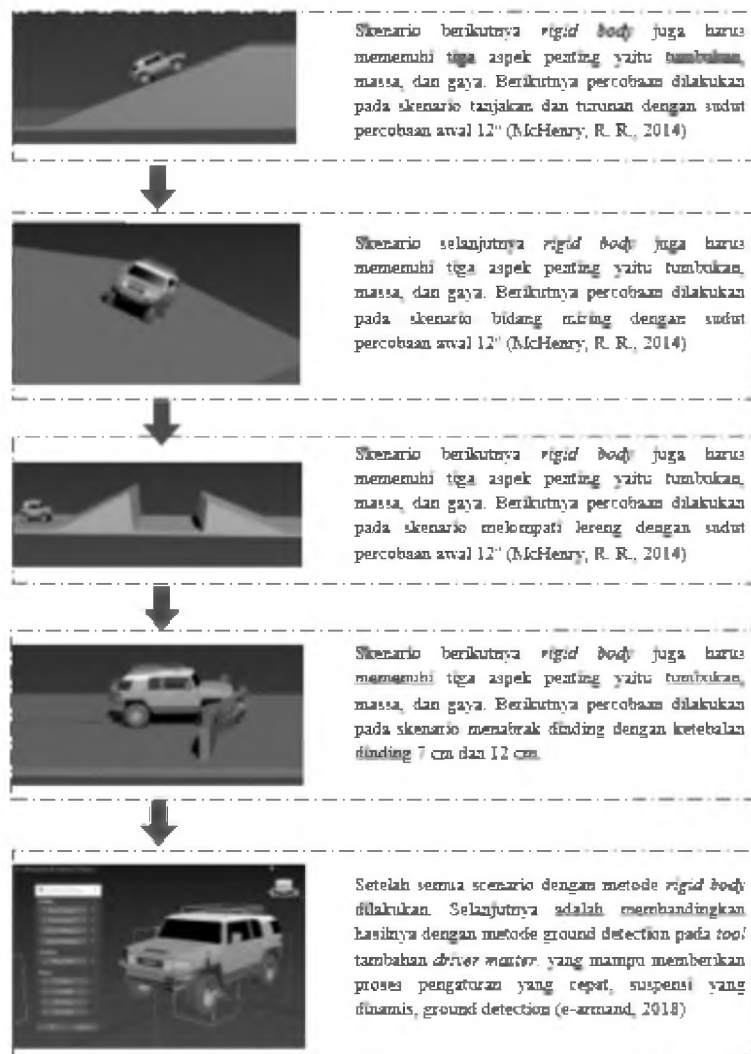 Skenario berikutnya rigid body juga harus
memenuhi tiga aspek penting yaitu tumbukan,
massa, dan gaya. Berikutnya percobaan dilakukan
pada skenario tanjakan dan turunan dengan sudut
percobaan awal 12° (McHenry, R. R., 2014)
Skenario selanjutnya rigid body juga harus
memenuhi tiga aspek penting yaitu tumbukan,
massa, dan gaya. Berikutnya percobaan dilakukan
pada skenario bidang miring dengan sudut
percobaan awal 12° (McHenry, R. R., 2014)
Skenario berikutnya rigid body juga harus
memenuhi tiga aspek penting yaitu tumbukan,
massa, dan gaya. Berikutnya percobaan dilakukan
pada skenario melompati lereng dengan sudut
percobaan awal 12° (McHenry, R. R., 2014)
Skenario berikutnya rigid body juga harus
memenuhi tiga aspek penting yaitu tumbukan,
massa, dan gaya. Berikutnya percobaan dilakukan
pada skenario menabrak dinding dengan ketebalan
dinding 7 cm dan 12 cm.
Setelah semua scenario dengan metode rigid body
dilakukan. Selanjutnya adalah membandingkan
hasilnya dengan metode ground detection pada tool
tambahan driver master. yang mampu memberikan
proses pengaturan yang cepat, suspensi yang
dinamis, ground detection (e-armand, 2018)